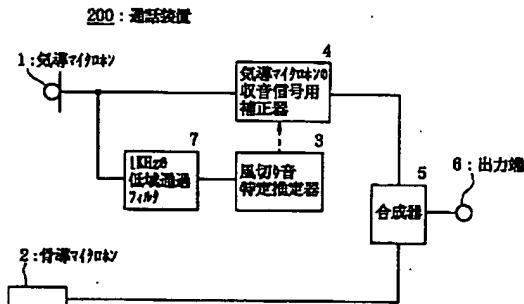 200：通話装置
1：気導マイクロホン
4
気導マイクロホンの
収音信号用
補正器
7
1KHzの
低域通過
フィルタ
3
風切り音
特定推定器
5
合成器
6：出力端
2：骨導マイクロホン